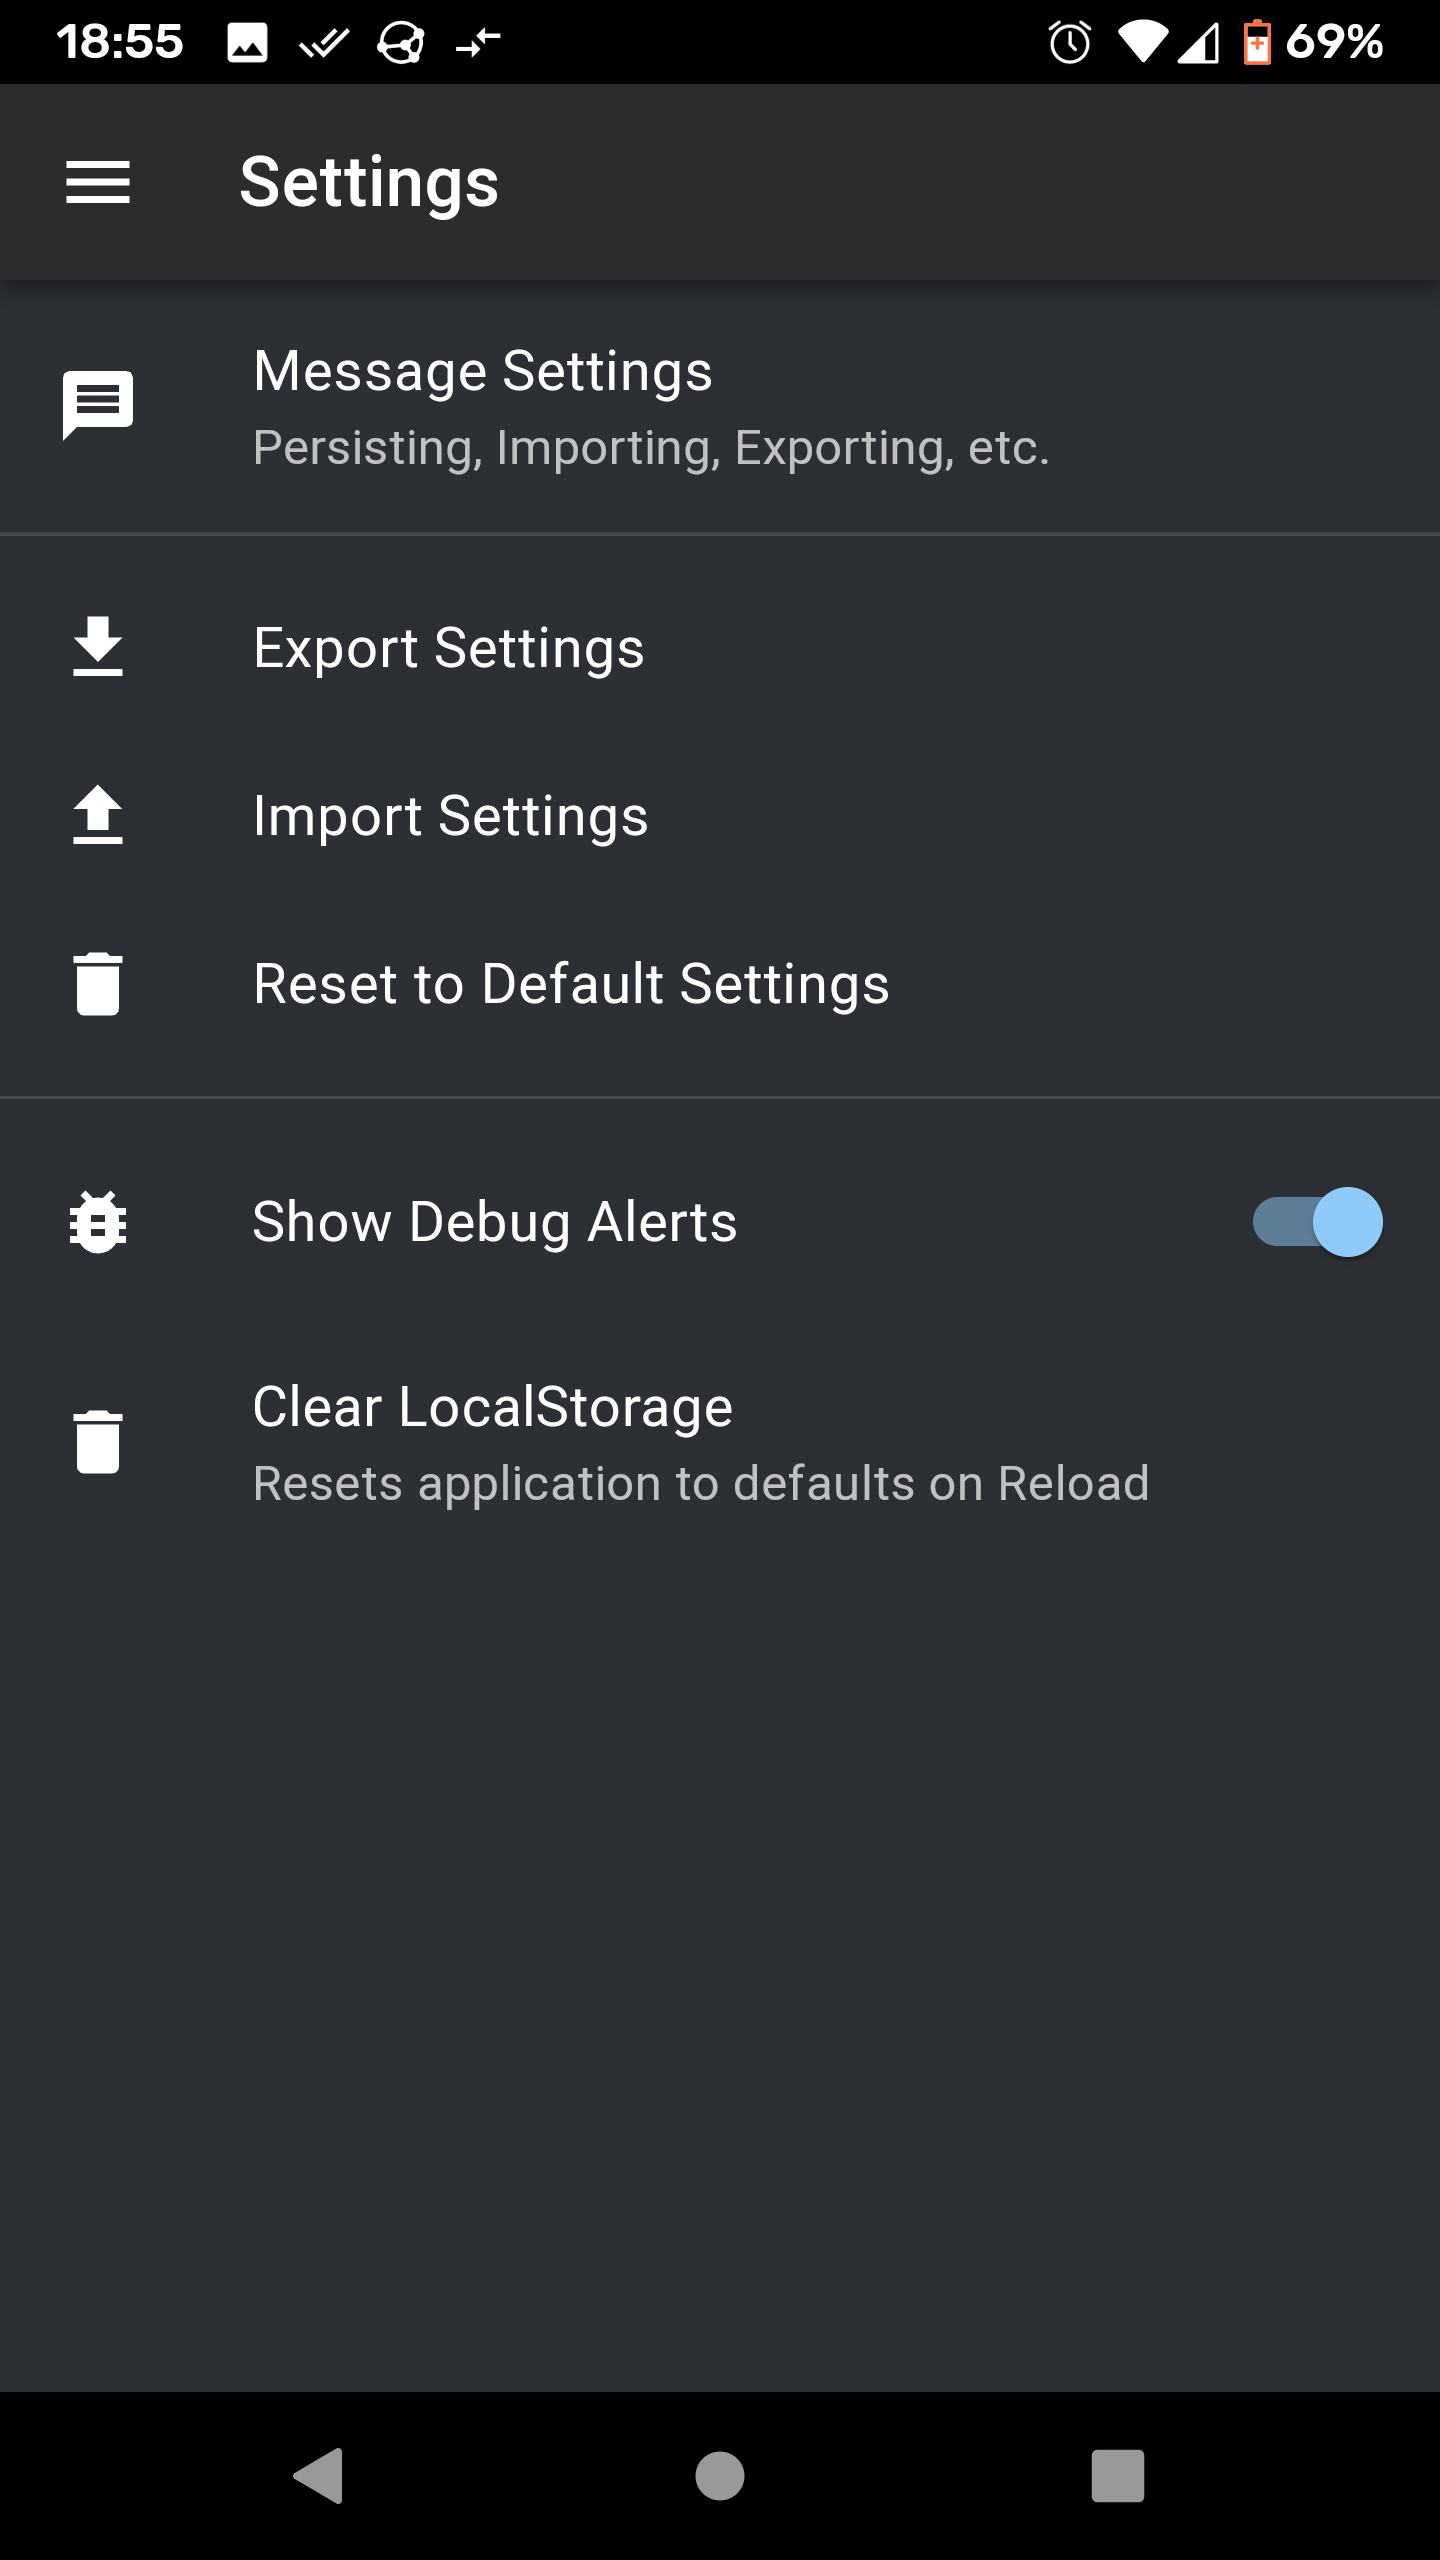 18:55 69%
Settings
Message Settings
Persisting, Importing, Exporting, etc.
Export Settings
Import Settings
Reset to Default Settings
Show Debug Alerts
Clear LocalStorage
Resets application to defaults on Reload